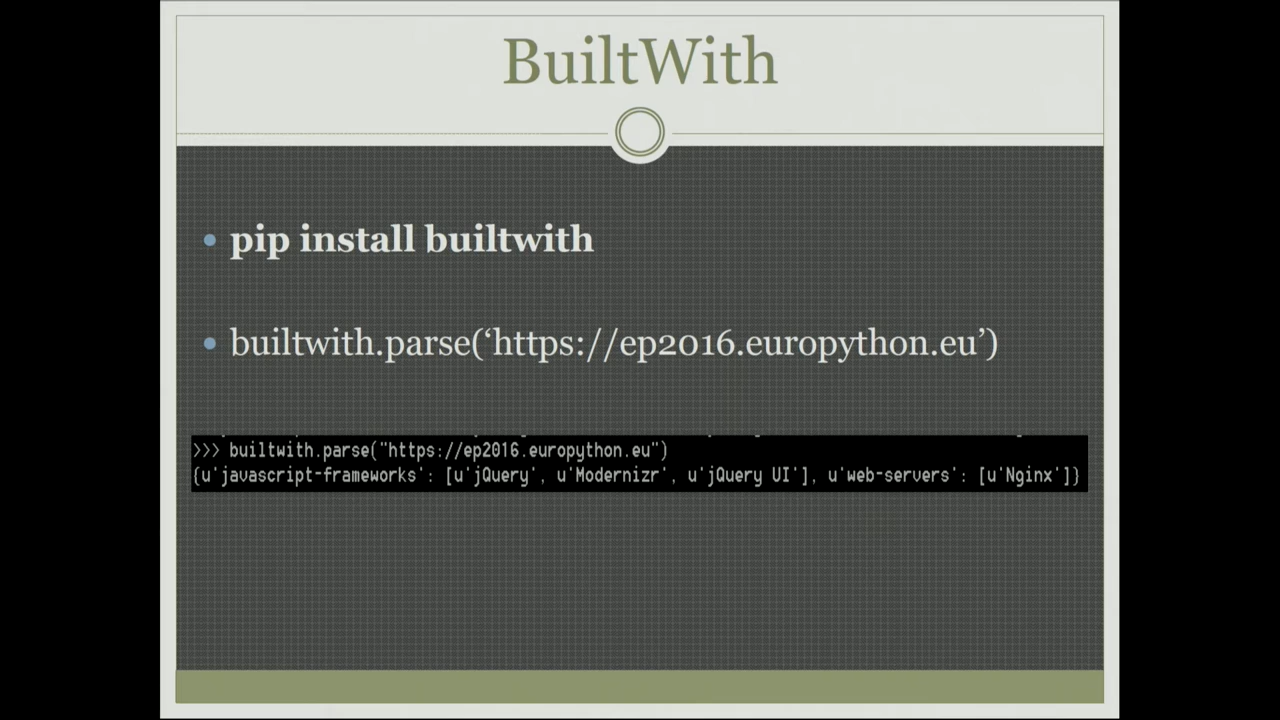 BuiltWith
• pip install builtwith
• builtwith.parse(‘https://ep2016.europython.eu’)
>>> builtwith.parse("https://ep2016.europython.eu")
{u'javascript-frameworks': [u'jQuery', u'Modernizr', u'jQuery UI'], u'web-servers': [u'Nginx']}